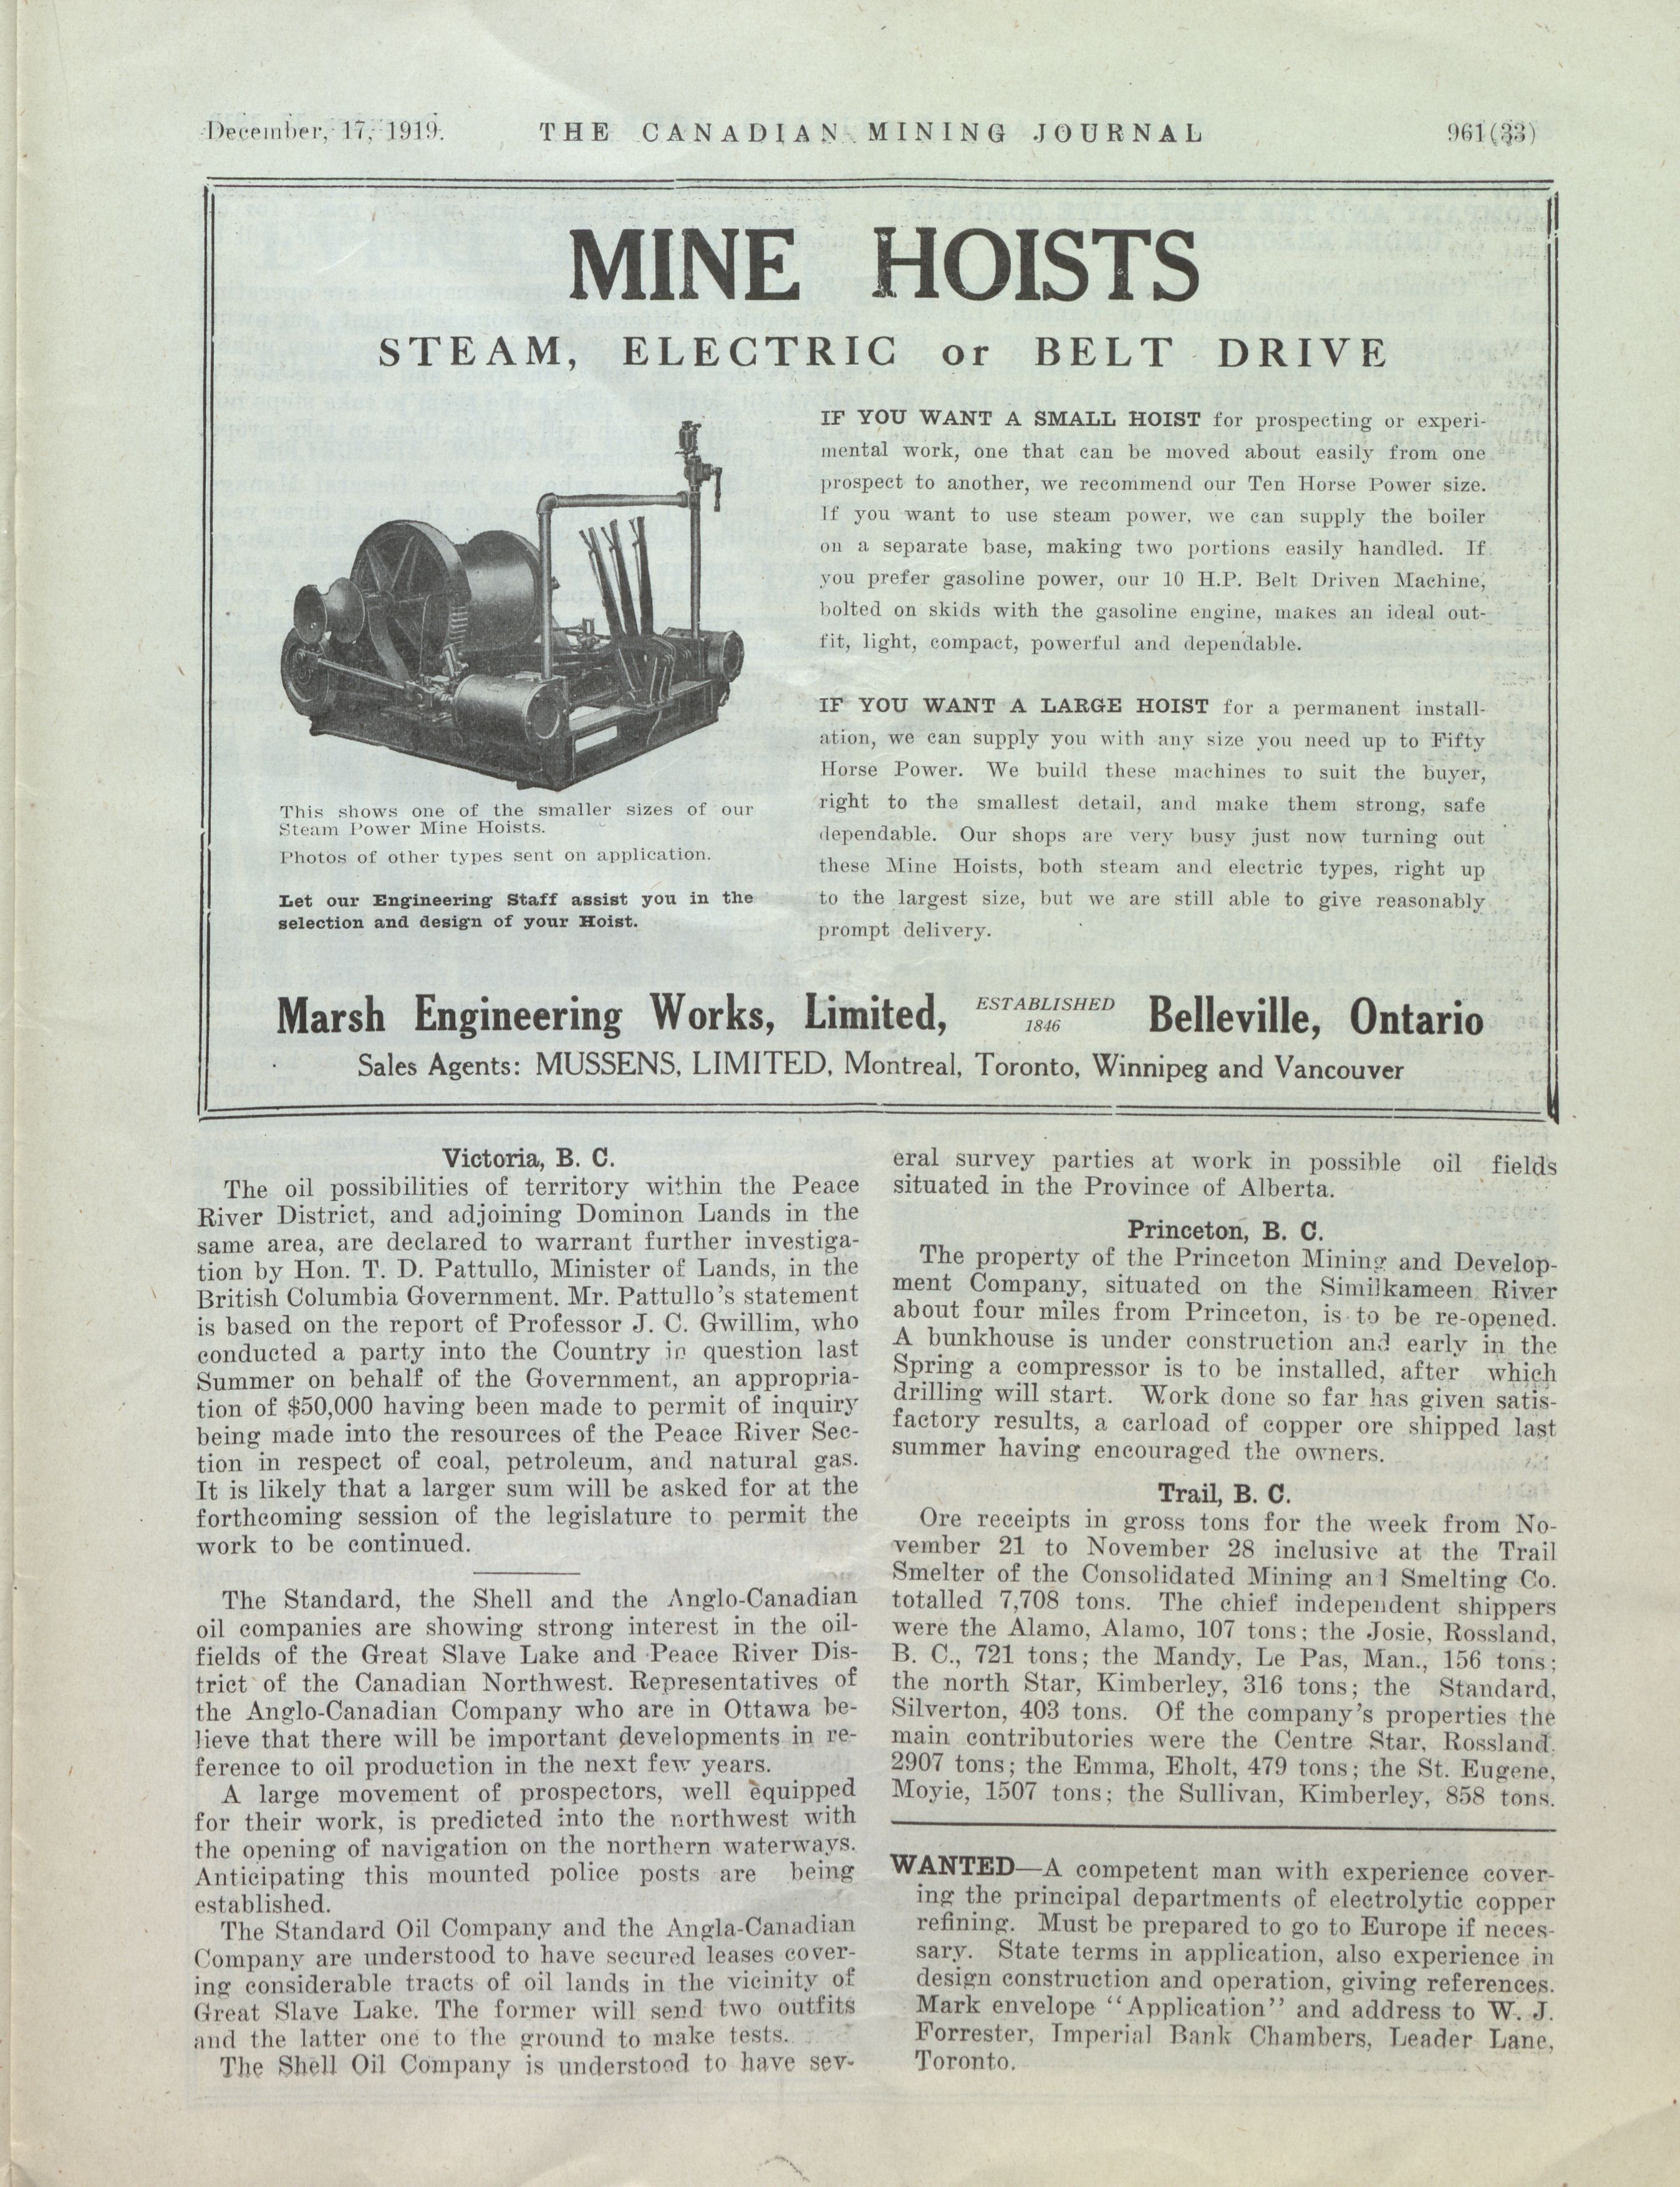 December, 17, 1919.
THE CANADIAN MINING JOURNAL
961(33)
MINE HOISTS
STEAM, ELECTRIC or BELT DRIVE
This shows one of the smaller sizes of our
Steam Power Mine Hoists.
Photos of other types sent on application.
Let our Engineering Staff assist you in the
selection and design of your Hoist.
IF YOU WANT A SMALL HOIST for prospecting or experi-
mental work, one that can be moved about easily from one
prospect to another, we recommend our Ten Horse Power size.
If you want to use steam power, we can supply the boiler
on a separate base, making two portions easily handled. If
you prefer gasoline power, our 10 H.P. Belt Driven Machine,
bolted on skids with the gasoline engine, makes an ideal out-
fit, light, compact, powerful and dependable.
IF YOU WANT A LARGE HOIST for a permanent install-
ation, we can supply you with any size you need up to Fifty
Horse Power. We build these machines to suit the buyer,
right to the smallest detail, and make them strong, safe
dependable. Our shops are very busy just now turning out
these Mine Hoists, both steam and electric types, right up
to the largest size, but we are still able to give reasonably
prompt delivery.
Marsh Engineering Works, Limited, ESTABLISHED 1846 Belleville, Ontario
Sales Agents: MUSSENS, LIMITED, Montreal, Toronto, Winnipeg and Vancouver
Victoria, B. C.
The oil possibilities of territory within the Peace
River District, and adjoining Dominon Lands in the
same area, are declared to warrant further investiga-
tion by Hon. T. D. Pattullo, Minister of Lands, in the
British Columbia Government. Mr. Pattullo's statement
is based on the report of Professor J. C. Gwillim, who
conducted a party into the Country in question last
Summer on behalf of the Government, an appropria-
tion of $50,000 having been made to permit of inquiry
being made into the resources of the Peace River Sec-
tion in respect of coal, petroleum, and natural gas.
It is likely that a larger sum will be asked for at the
forthcoming session of the legislature to permit the
work to be continued.
The Standard, the Shell and the Anglo-Canadian
oil companies are showing strong interest in the oil-
fields of the Great Slave Lake and Peace River Dis-
trict of the Canadian Northwest. Representatives of
the Anglo-Canadian Company who are in Ottawa be-
lieve that there will be important developments in re-
ference to oil production in the next few years.
A large movement of prospectors, well equipped
for their work, is predicted into the northwest with
the opening of navigation on the northern waterways.
Anticipating this mounted police posts are being
established.
The Standard Oil Company and the Angla-Canadian
Company are understood to have secured leases cover-
ing considerable tracts of oil lands in the vicinity of
Great Slave Lake. The former will send two outfits
and the latter one to the ground to make tests.
The Shell Oil Company is understood to have sev-
eral survey parties at work in possible oil fields
situated in the Province of Alberta.
Princeton, B. C.
The property of the Princeton Mining and Develop-
ment Company, situated on the Similkameen River
about four miles from Princeton, is to be re-opened.
A bunkhouse is under construction and early in the
Spring a compressor is to be installed, after which
drilling will start. Work done so far has given satis-
factory results, a carload of copper ore shipped last
summer having encouraged the owners.
Trail, B. C.
Ore receipts in gross tons for the week from No-
vember 21 to November 28 inclusive at the Trail
Smelter of the Consolidated Mining and Smelting Co.
totalled 7,708 tons. The chief independent shippers
were the Alamo, Alamo, 107 tons; the Josie, Rossland,
B. C., 721 tons; the Mandy, Le Pas, Man., 156 tons;
the north Star, Kimberley, 316 tons; the Standard,
Silverton, 403 tons. Of the company's properties the
main contributories were the Centre Star, Rossland.
2907 tons; the Emma, Eholt, 479 tons; the St. Eugene,
Moyie, 1507 tons; the Sullivan, Kimberley, 858 tons.
WANTED—A competent man with experience cover-
ing the principal departments of electrolytic copper
refining. Must be prepared to go to Europe if neces-
sary. State terms in application, also experience in
design construction and operation, giving references.
Mark envelope "Application" and address to W. J.
Forrester, Imperial Bank Chambers, Leader Lane,
Toronto.